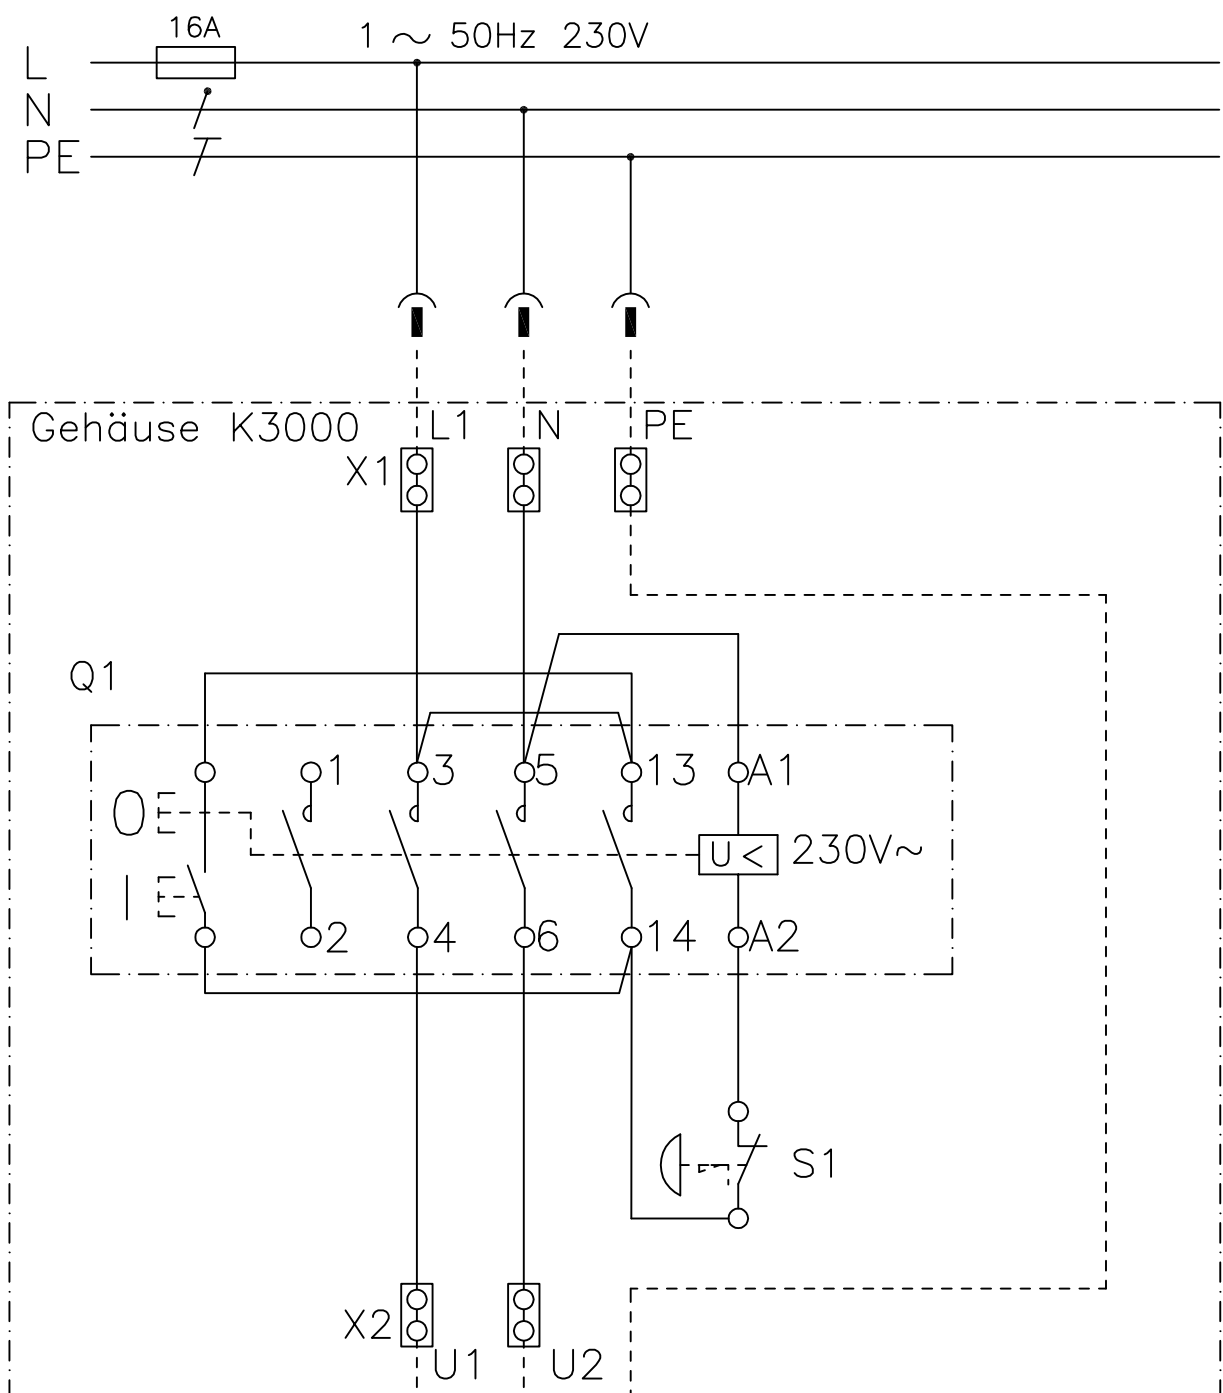 16A 1 ~ 50Hz 230V
L
N
PE
Gehäuse K3000 L1 N PE
X1
Q1
1 3 5 13 A1
O
U< 230V~
I
2 4 6 14 A2
S1
X2
U1 U2